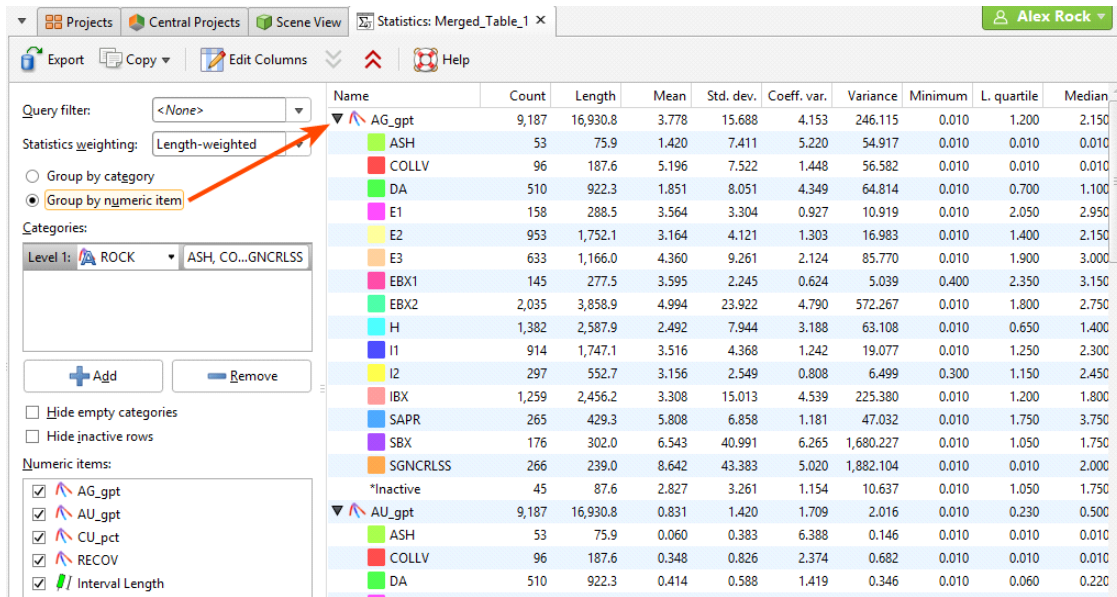 Projects Central Projects Scene View Statistics: Merged_Table_1 × Alex Rock
Export Copy Edit Columns Help
Query filter: <None>
Statistics weighting: Length-weighted
Group by category
Group by numeric item
Categories:
Level 1: ROCK ASH, CO...GNCRLSS
Add Remove
Hide empty categories
Hide inactive rows
Numeric items:
AG_gpt
AU_gpt
CU_pct
RECOV
Interval Length
Name Count Length Mean Std. dev. Coeff. var. Variance Minimum L. quartile Median
AG_gpt 9,187 16,930.8 3.778 15.688 4.153 246.115 0.010 1.200 2.150
ASH 53 75.9 1.420 7.411 5.220 54.917 0.010 0.010 0.010
COLLV 96 187.6 5.196 7.522 1.448 56.582 0.010 0.010 0.010
DA 510 922.3 1.851 8.051 4.349 64.814 0.010 0.700 1.100
E1 158 288.5 3.564 3.304 0.927 10.919 0.010 2.050 2.950
E2 953 1,752.1 3.164 4.121 1.303 16.983 0.010 1.400 2.150
E3 633 1,166.0 4.360 9.261 2.124 85.770 0.010 1.900 3.000
EBX1 145 277.5 3.595 2.245 0.624 5.039 0.400 2.350 3.150
EBX2 2,035 3,858.9 4.994 23.922 4.790 572.267 0.010 1.800 2.750
H 1,382 2,587.9 2.492 7.944 3.188 63.108 0.010 0.650 1.400
I1 914 1,747.1 3.516 4.368 1.242 19.077 0.010 1.250 2.300
I2 297 552.7 3.156 2.549 0.808 6.499 0.300 1.150 2.450
IBX 1,259 2,456.2 3.308 15.013 4.539 225.380 0.010 1.200 1.800
SAPR 265 429.3 5.808 6.858 1.181 47.032 0.010 1.750 3.750
SBX 176 302.0 6.543 40.991 6.265 1,680.227 0.010 1.050 1.750
SGNCRLSS 266 239.0 8.642 43.383 5.020 1,882.104 0.010 0.010 2.000
*Inactive 45 87.6 2.827 3.261 1.154 10.637 0.010 1.050 1.750
AU_gpt 9,187 16,930.8 0.831 1.420 1.709 2.016 0.010 0.230 0.500
ASH 53 75.9 0.060 0.383 6.388 0.146 0.010 0.010 0.010
COLLV 96 187.6 0.348 0.826 2.374 0.682 0.010 0.010 0.010
DA 510 922.3 0.414 0.588 1.419 0.346 0.010 0.060 0.220